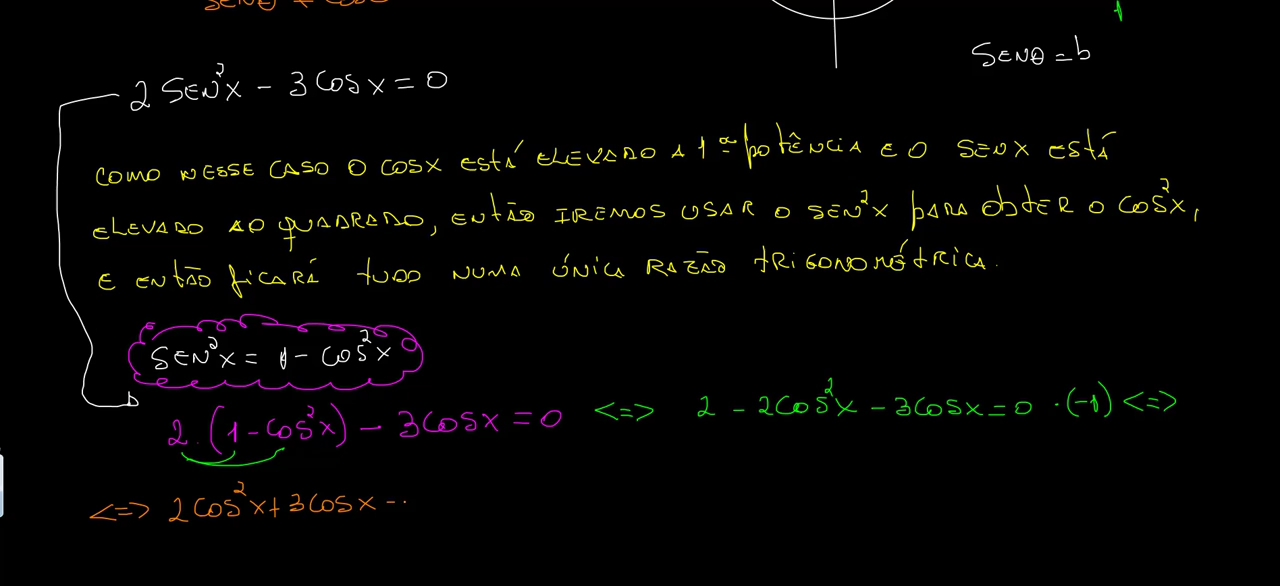 SENθ = b
2 SEN²x - 3 COSX = 0
COMO NESSE CASO O COSX ESTÁ ELEVADO A 1ª POTÊNCIA E O SENX ESTÁ
ELEVADO AO QUADRADO, ENTÃO IREMOS USAR O SEN²X PARA OBTER O COS²X,
E ENTÃO FICARÁ TUDO NUMA ÚNICA RAZÃO TRIGONOMÉTRICA.
SEN²X = 1 - COS²X
2.(1-COS²X) - 3COSX = 0 <=> 2 - 2COS²X - 3COSX = 0 .(-1) <=>
<=> 2COS²X + 3COSX -